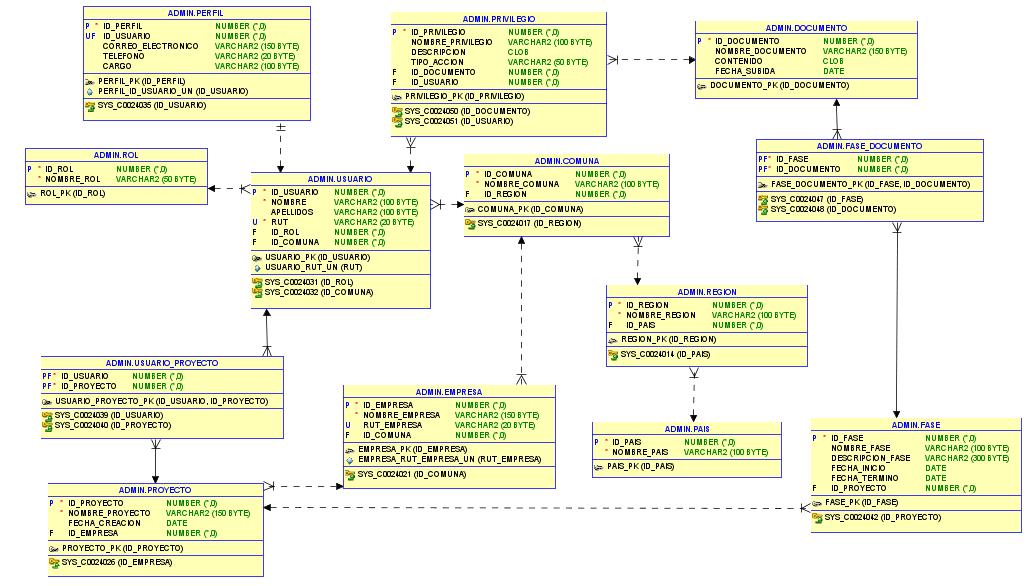 ADMIN.PERFIL
P * ID_PERFIL NUMBER (*,0)
UF * ID_USUARIO NUMBER (*,0)
CORREO_ELECTRONICO VARCHAR2 (150 BYTE)
TELEFONO VARCHAR2 (20 BYTE)
CARGO VARCHAR2 (100 BYTE)
PERFIL_PK (ID_PERFIL)
PERFIL_ID_USUARIO_UN (ID_USUARIO)
SYS_C0024035 (ID_USUARIO)
ADMIN.PRIVILEGIO
P * ID_PRIVILEGIO NUMBER (*,0)
NOMBRE_PRIVILEGIO VARCHAR2 (100 BYTE)
DESCRIPCION CLOB
TIPO_ACCION VARCHAR2 (50 BYTE)
F ID_DOCUMENTO NUMBER (*,0)
F ID_USUARIO NUMBER (*,0)
PRIVILEGIO_PK (ID_PRIVILEGIO)
SYS_C0024050 (ID_DOCUMENTO)
SYS_C0024051 (ID_USUARIO)
ADMIN.DOCUMENTO
P * ID_DOCUMENTO NUMBER (*,0)
NOMBRE_DOCUMENTO VARCHAR2 (150 BYTE)
CONTENIDO CLOB
FECHA_SUBIDA DATE
DOCUMENTO_PK (ID_DOCUMENTO)
ADMIN.ROL
P * ID_ROL NUMBER (*,0)
* NOMBRE_ROL VARCHAR2 (50 BYTE)
ROL_PK (ID_ROL)
ADMIN.USUARIO
P * ID_USUARIO NUMBER (*,0)
* NOMBRE VARCHAR2 (100 BYTE)
APELLIDOS VARCHAR2 (100 BYTE)
U * RUT VARCHAR2 (20 BYTE)
F ID_ROL NUMBER (*,0)
F ID_COMUNA NUMBER (*,0)
USUARIO_PK (ID_USUARIO)
USUARIO_RUT_UN (RUT)
SYS_C0024031 (ID_ROL)
SYS_C0024032 (ID_COMUNA)
ADMIN.COMUNA
P * ID_COMUNA NUMBER (*,0)
* NOMBRE_COMUNA VARCHAR2 (100 BYTE)
F ID_REGION NUMBER (*,0)
COMUNA_PK (ID_COMUNA)
SYS_C0024017 (ID_REGION)
ADMIN.FASE_DOCUMENTO
PF* ID_FASE NUMBER (*,0)
PF* ID_DOCUMENTO NUMBER (*,0)
FASE_DOCUMENTO_PK (ID_FASE, ID_DOCUMENTO)
SYS_C0024047 (ID_FASE)
SYS_C0024048 (ID_DOCUMENTO)
ADMIN.REGION
P * ID_REGION NUMBER (*,0)
* NOMBRE_REGION VARCHAR2 (100 BYTE)
F ID_PAIS NUMBER (*,0)
REGION_PK (ID_REGION)
SYS_C0024014 (ID_PAIS)
ADMIN.USUARIO_PROYECTO
PF* ID_USUARIO NUMBER (*,0)
PF* ID_PROYECTO NUMBER (*,0)
USUARIO_PROYECTO_PK (ID_USUARIO, ID_PROYECTO)
SYS_C0024039 (ID_USUARIO)
SYS_C0024040 (ID_PROYECTO)
ADMIN.EMPRESA
P * ID_EMPRESA NUMBER (*,0)
* NOMBRE_EMPRESA VARCHAR2 (150 BYTE)
U RUT_EMPRESA VARCHAR2 (20 BYTE)
F ID_COMUNA NUMBER (*,0)
EMPRESA_PK (ID_EMPRESA)
EMPRESA_RUT_EMPRESA_UN (RUT_EMPRESA)
SYS_C0024021 (ID_COMUNA)
ADMIN.PAIS
P * ID_PAIS NUMBER (*,0)
* NOMBRE_PAIS VARCHAR2 (100 BYTE)
PAIS_PK (ID_PAIS)
ADMIN.FASE
P * ID_FASE NUMBER (*,0)
NOMBRE_FASE VARCHAR2 (100 BYTE)
DESCRIPCION_FASE VARCHAR2 (300 BYTE)
FECHA_INICIO DATE
FECHA_TERMINO DATE
F ID_PROYECTO NUMBER (*,0)
FASE_PK (ID_FASE)
SYS_C0024042 (ID_PROYECTO)
ADMIN.PROYECTO
P * ID_PROYECTO NUMBER (*,0)
* NOMBRE_PROYECTO VARCHAR2 (150 BYTE)
FECHA_CREACION DATE
F ID_EMPRESA NUMBER (*,0)
PROYECTO_PK (ID_PROYECTO)
SYS_C0024026 (ID_EMPRESA)